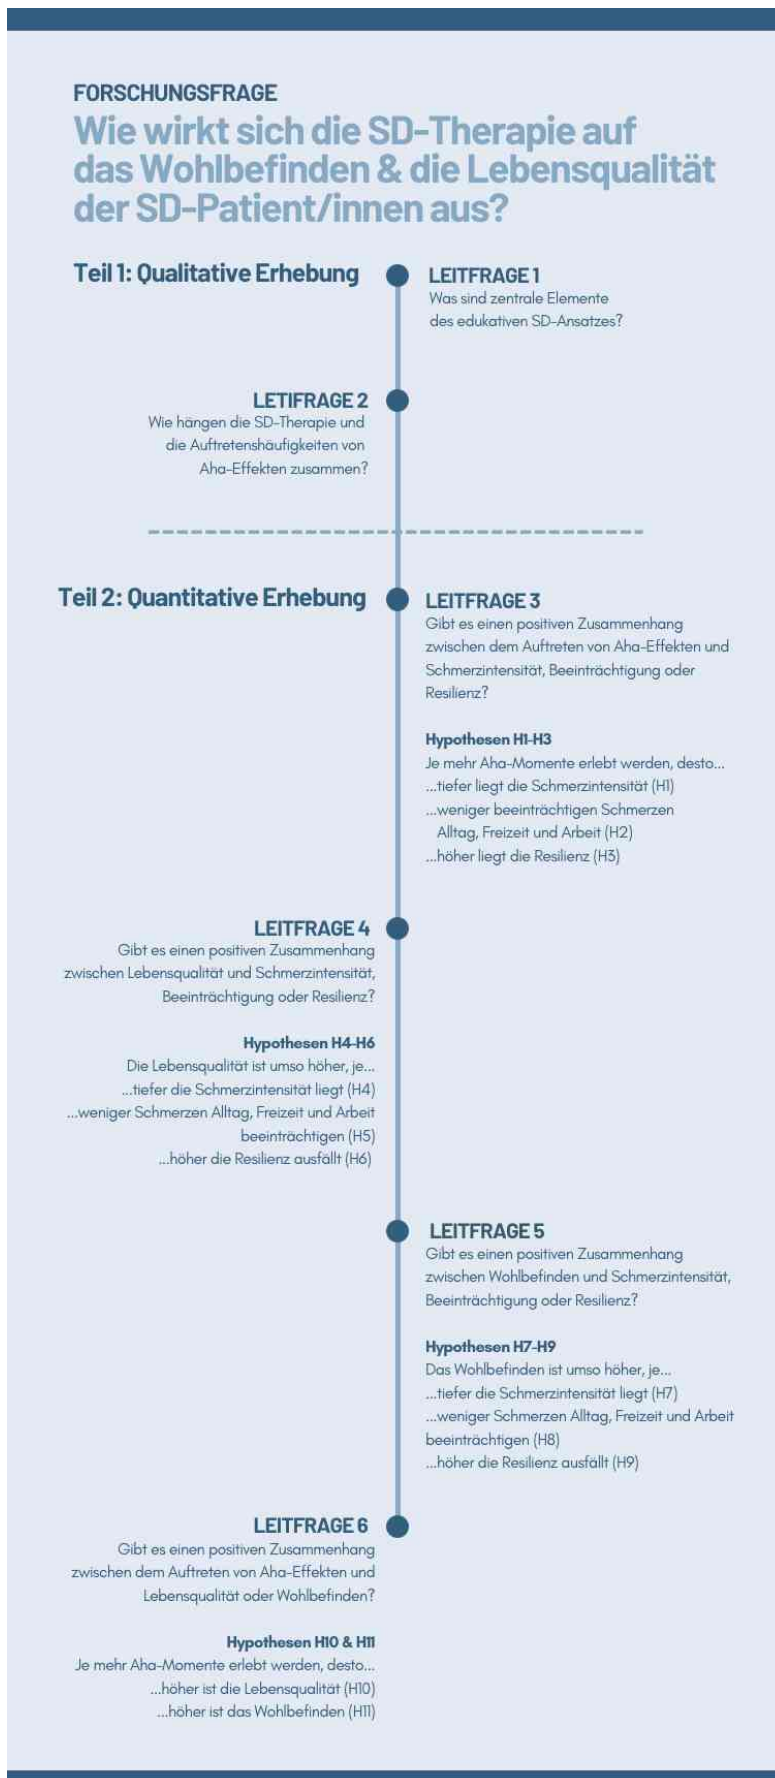 FORSCHUNGSFRAGE
Wie wirkt sich die SD-Therapie auf
das Wohlbefinden & die Lebensqualität
der SD-Patient/innen aus?
Teil 1: Qualitative Erhebung
LEITFRAGE 1
Was sind zentrale Elemente
des edukativen SD-Ansatzes?
LETIFRAGE 2
Wie hängen die SD-Therapie und
die Auftretenshäufigkeiten von
Aha-Effekten zusammen?
Teil 2: Quantitative Erhebung
LEITFRAGE 3
Gibt es einen positiven Zusammenhang
zwischen dem Auftreten von Aha-Effekten und
Schmerzintensität, Beeinträchtigung oder
Resilienz?
Hypothesen H1-H3
Je mehr Aha-Momente erlebt werden, desto...
...tiefer liegt die Schmerzintensität (H1)
...weniger beeinträchtigen Schmerzen
Alltag, Freizeit und Arbeit (H2)
...höher liegt die Resilienz (H3)
LEITFRAGE 4
Gibt es einen positiven Zusammenhang
zwischen Lebensqualität und Schmerzintensität,
Beeinträchtigung oder Resilienz?
Hypothesen H4-H6
Die Lebensqualität ist umso höher, je...
...tiefer die Schmerzintensität liegt (H4)
...weniger Schmerzen Alltag, Freizeit und Arbeit
beeinträchtigen (H5)
...höher die Resilienz ausfällt (H6)
LEITFRAGE 5
Gibt es einen positiven Zusammenhang
zwischen Wohlbefinden und Schmerzintensität,
Beeinträchtigung oder Resilienz?
Hypothesen H7-H9
Das Wohlbefinden ist umso höher, je...
...tiefer die Schmerzintensität liegt (H7)
...weniger Schmerzen Alltag, Freizeit und Arbeit
beeinträchtigen (H8)
...höher die Resilienz ausfällt (H9)
LEITFRAGE 6
Gibt es einen positiven Zusammenhang
zwischen dem Auftreten von Aha-Effekten und
Lebensqualität oder Wohlbefinden?
Hypothesen H10 & H11
Je mehr Aha-Momente erlebt werden, desto...
...höher ist die Lebensqualität (H10)
...höher ist das Wohlbefinden (H11)